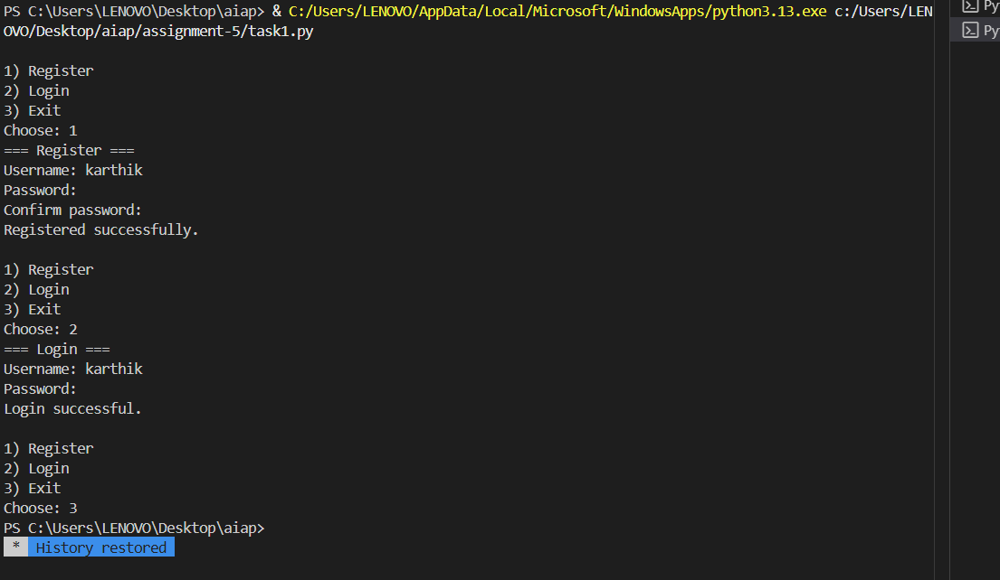 PS C:\Users\LENOVO\Desktop\aiap> & C:/Users/LENOVO/AppData/Local/Microsoft/WindowsApps/python3.13.exe c:/Users/LEN
OVO/Desktop/aiap/assignment-5/task1.py
1) Register
2) Login
3) Exit
Choose: 1
=== Register ===
Username: karthik
Password:
Confirm password:
Registered successfully.
1) Register
2) Login
3) Exit
Choose: 2
=== Login ===
Username: karthik
Password:
Login successful.
1) Register
2) Login
3) Exit
Choose: 3
PS C:\Users\LENOVO\Desktop\aiap>
* History restored
Py
Py